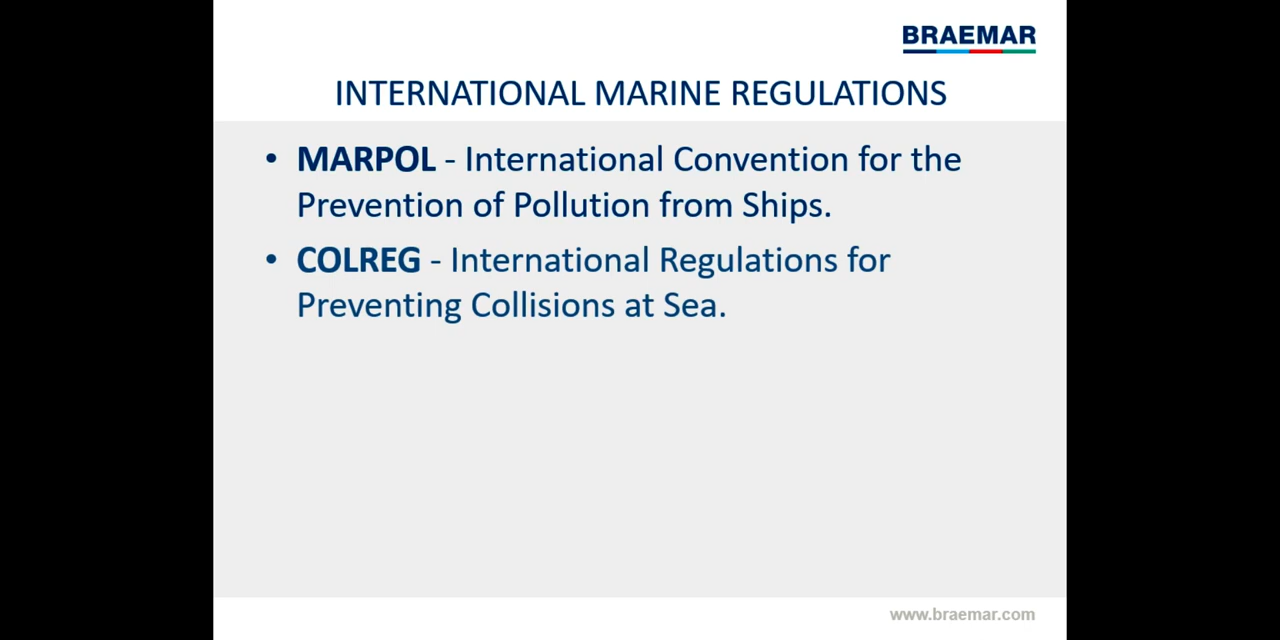 BRAEMAR
INTERNATIONAL MARINE REGULATIONS
• MARPOL - International Convention for the
Prevention of Pollution from Ships.
• COLREG - International Regulations for
Preventing Collisions at Sea.
www.braemar.com